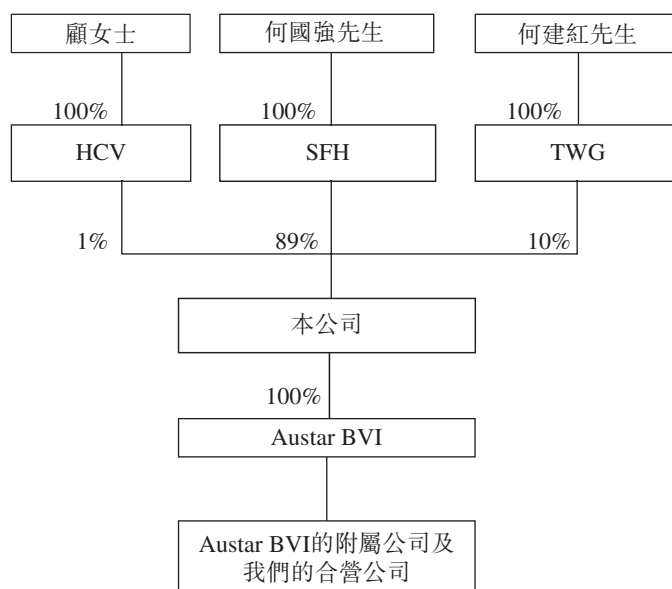 顧女士
何國強先生
何建紅先生
100%
100%
100%
HCV
SFH
TWG
1%
89%
10%
本公司
100%
Austar BVI
Austar BVI的附屬公司及
我們的合營公司